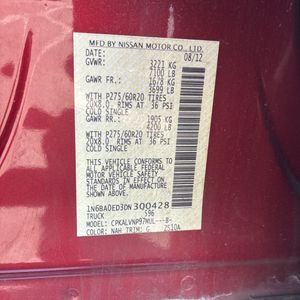 MFD BY NISSAN MOTOR CO., LTD.
DATE: 08/12
GVWR: 3221 KG
7100 LB
GAWR FR: 1678 KG
3699 LB
WITH P275/60R20 TIRES
20X8.0 RIMS AT 36 PSI
COLD SINGLE
GAWR RR: 1905 KG
4200 LB
WITH P275/60R20 TIRES
20X8.0 RIMS AT 36 PSI
COLD SINGLE
THIS VEHICLE CONFORMS TO ALL
APPLICABLE FEDERAL MOTOR VEHICLE
SAFETY STANDARDS IN EFFECT ON THE
DATE OF MANUFACTURE SHOWN ABOVE.
1N6BA0ED3DN300428
TRUCK 596
MODEL:
COLOR: NAH TRIM: G